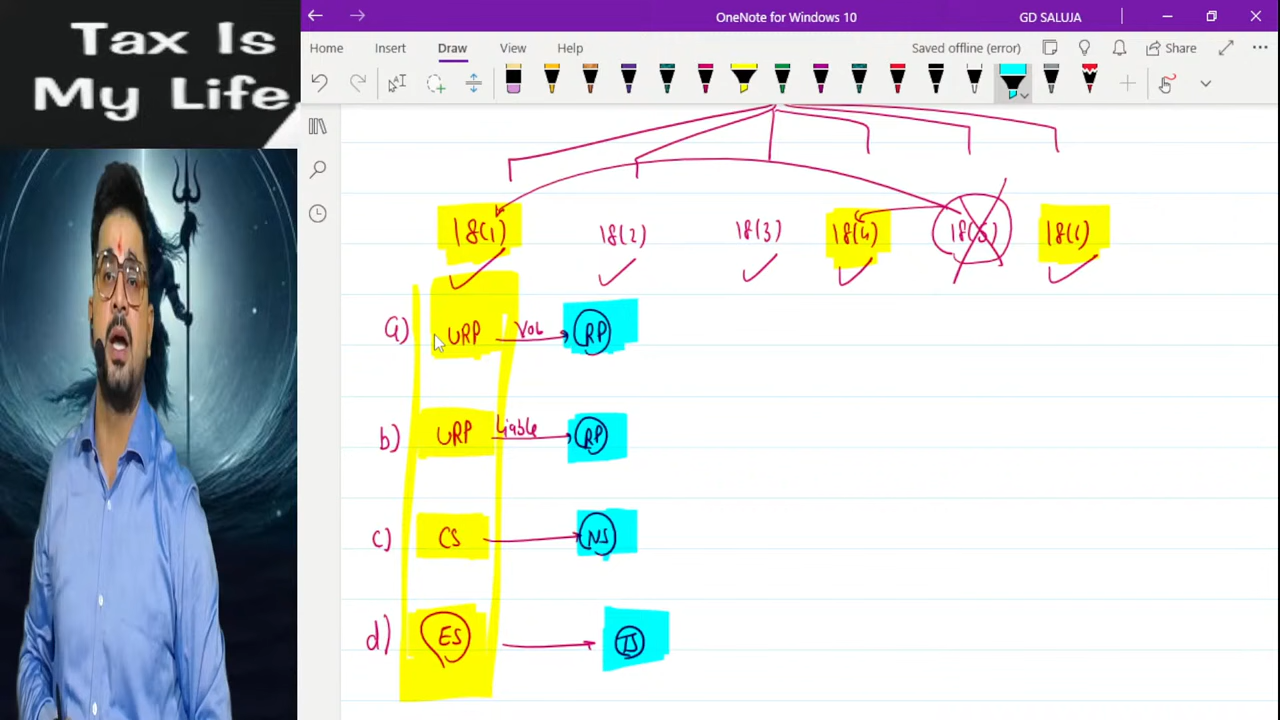 Tax Is
My Life.
OneNote for Windows 10
GD SALUJA
Home Insert Draw View Help
Saved offline (error)
Share
18(1) 18(2) 18(3) 18(4) 18(5) 18(6)
a) URP Vol RP
b) URP Liable RP
c) CS NS
d) ES TS